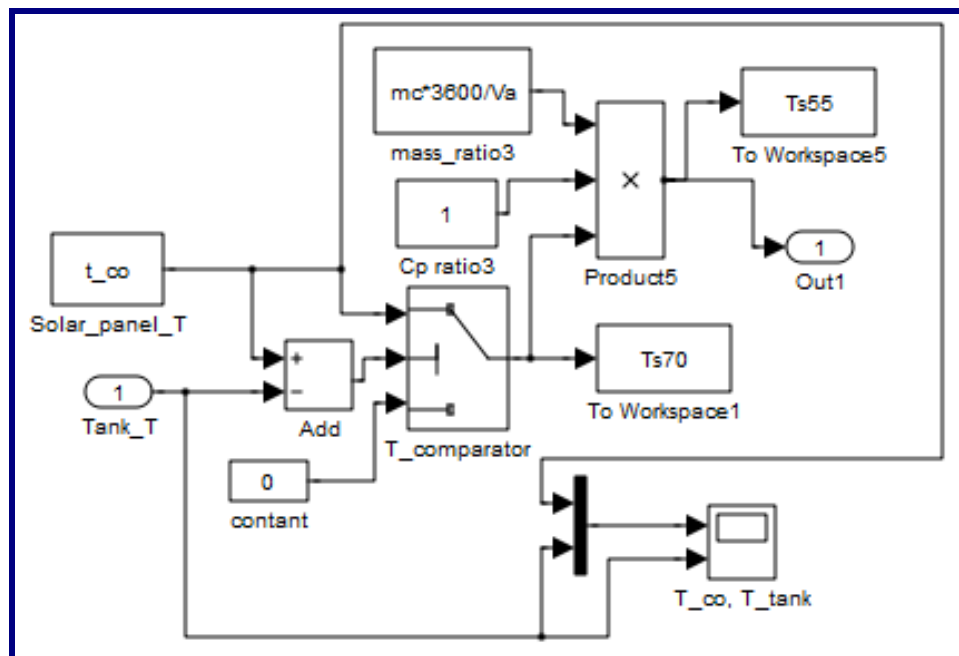 mc*3600/Va
mass_ratio3
Ts55
To Workspace5
1
Cp ratio3
×
Product5
1
Out1
t_co
Solar_panel_T
+
−
Add
1
Tank_T
T_comparator
Ts70
To Workspace1
0
contant
T_co, T_tank